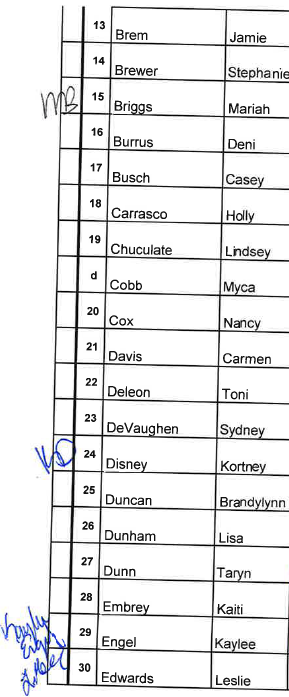 13 Brem Jamie
14 Brewer Stephanie
MB 15 Briggs Mariah
16 Burrus Deni
17 Busch Casey
18 Carrasco Holly
19 Chuculate Lindsey
d Cobb Myca
20 Cox Nancy
21 Davis Carmen
22 Deleon Toni
23 DeVaughen Sydney
KD 24 Disney Kortney
25 Duncan Brandylynn
26 Dunham Lisa
27 Dunn Taryn
28 Embrey Kaiti
29 Engel Kaylee
30 Edwards Leslie